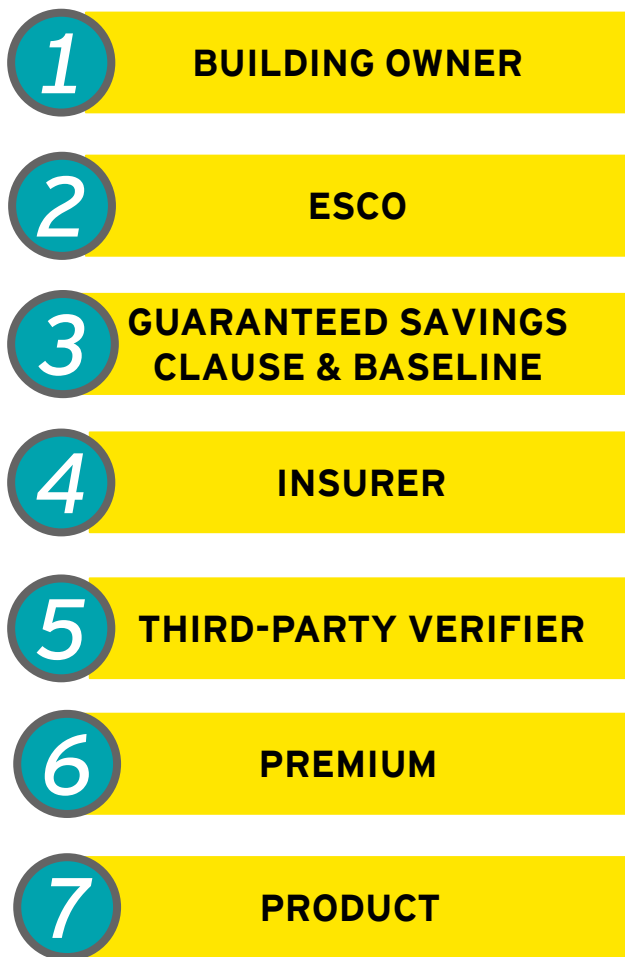 1 BUILDING OWNER
2 ESCO
3 GUARANTEED SAVINGS
CLAUSE & BASELINE
4 INSURER
5 THIRD-PARTY VERIFIER
6 PREMIUM
7 PRODUCT